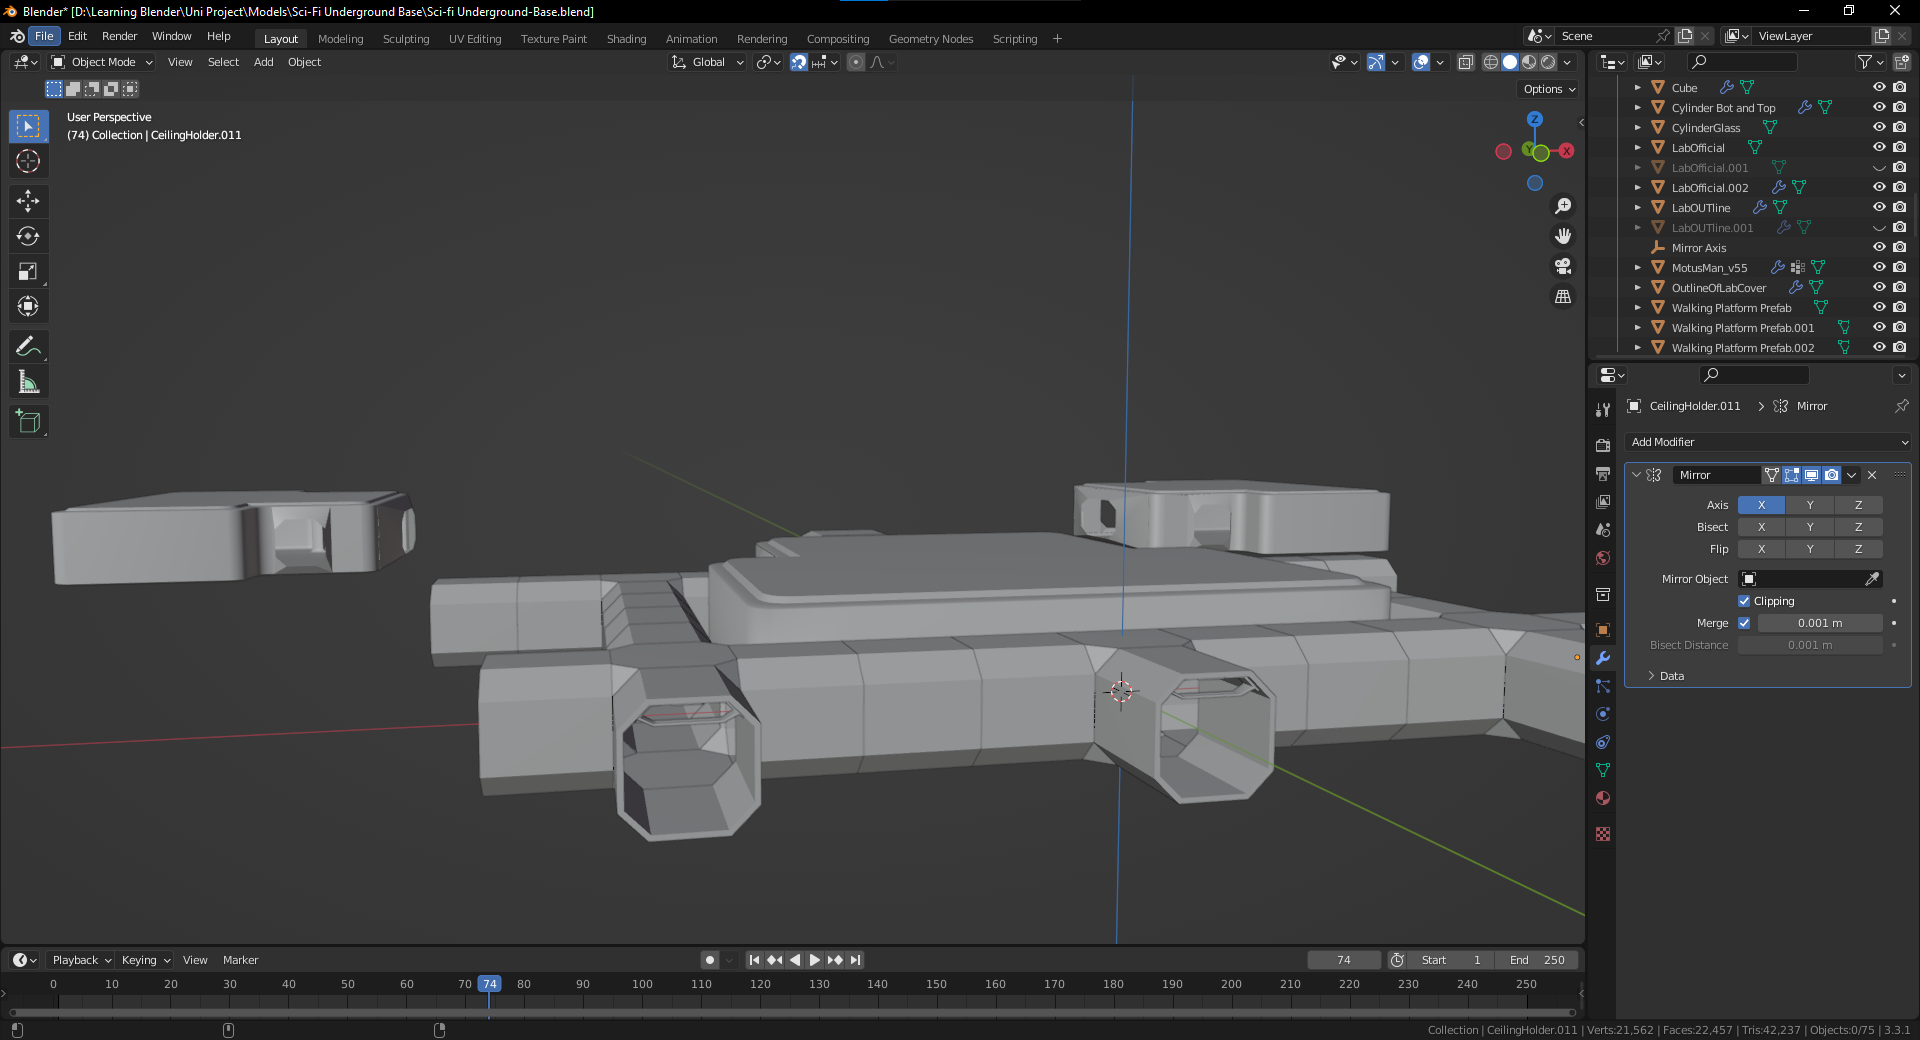 Blender* [D:\Learning Blender\Uni Project\Models\Sci-Fi Underground Base\Sci-fi Underground-Base.blend]
File Edit Render Window Help Layout Modeling Sculpting UV Editing Texture Paint Shading Animation Rendering Compositing Geometry Nodes Scripting + Scene ViewLayer
Object Mode View Select Add Object Global
Options
User Perspective
(74) Collection | CeilingHolder.011
Z
Y
X
Cube
Cylinder Bot and Top
CylinderGlass
LabOfficial
LabOfficial.001
LabOfficial.002
LabOUTline
LabOUTline.001
Mirror Axis
MotusMan_v55
OutlineOfLabCover
Walking Platform Prefab
Walking Platform Prefab.001
Walking Platform Prefab.002
CeilingHolder.011 > Mirror
Add Modifier
Mirror
Axis X Y Z
Bisect X Y Z
Flip X Y Z
Mirror Object
Clipping
Merge 0.001 m
Bisect Distance 0.001 m
Data
Playback Keying View Marker 74 Start 1 End 250
0 10 20 30 40 50 60 70 74 80 90 100 110 120 130 140 150 160 170 180 190 200 210 220 230 240 250
Collection | CeilingHolder.011 | Verts:21,562 | Faces:22,457 | Tris:42,237 | Objects:0/75 | 3.3.1